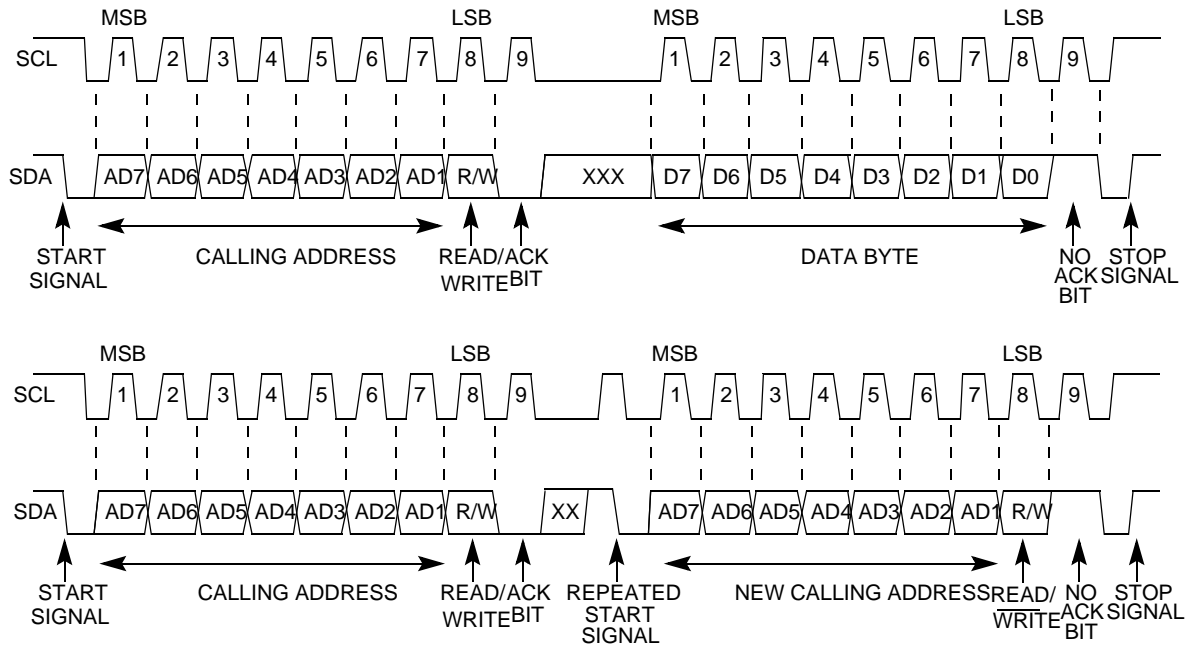 MSB LSB MSB LSB
SCL 1 2 3 4 5 6 7 8 9 1 2 3 4 5 6 7 8 9
SDA AD7 AD6 AD5 AD4 AD3 AD2 AD1 R/W XXX D7 D6 D5 D4 D3 D2 D1 D0
START SIGNAL
CALLING ADDRESS
READ/WRITE
ACK BIT
DATA BYTE
NO ACK BIT
STOP SIGNAL
MSB LSB MSB LSB
SCL 1 2 3 4 5 6 7 8 9 1 2 3 4 5 6 7 8 9
SDA AD7 AD6 AD5 AD4 AD3 AD2 AD1 R/W XX AD7 AD6 AD5 AD4 AD3 AD2 AD1 R/W
START SIGNAL
CALLING ADDRESS
READ/WRITE
ACK BIT
REPEATED START SIGNAL
NEW CALLING ADDRESS
READ/WRITE
NO ACK BIT
STOP SIGNAL